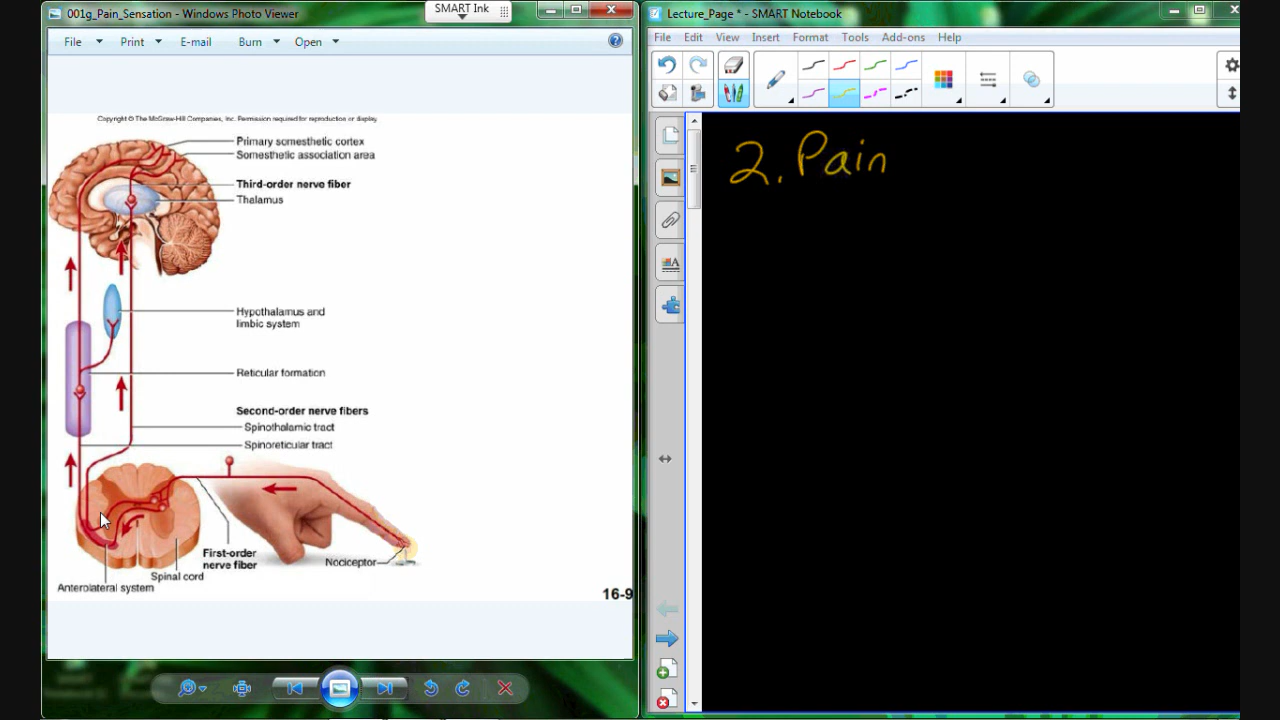 001g_Pain_Sensation - Windows Photo Viewer
SMART Ink
File Print E-mail Burn Open
Copyright © The McGraw-Hill Companies, Inc. Permission required for reproduction or display.
Primary somesthetic cortex
Somesthetic association area
Third-order nerve fiber
Thalamus
Hypothalamus and
limbic system
Reticular formation
Second-order nerve fibers
Spinothalamic tract
Spinoreticular tract
First-order
nerve fiber
Nociceptor
Spinal cord
Anterolateral system
16-9
Lecture_Page * - SMART Notebook
File Edit View Insert Format Tools Add-ons Help
2. Pain